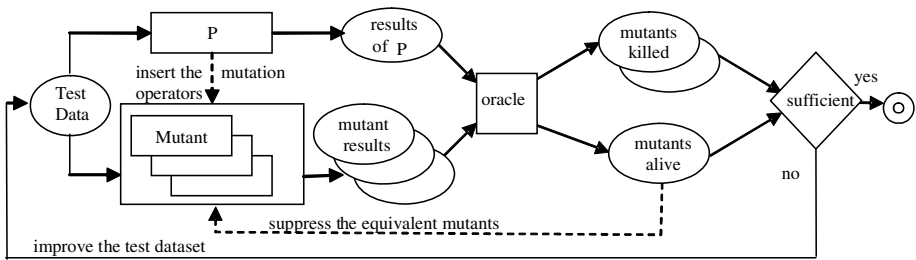 P
results
of P
mutants
killed
insert the mutation
operators
Test
Data
oracle
yes
sufficient
Mutant
mutant
results
mutants
alive
no
suppress the equivalent mutants
improve the test dataset